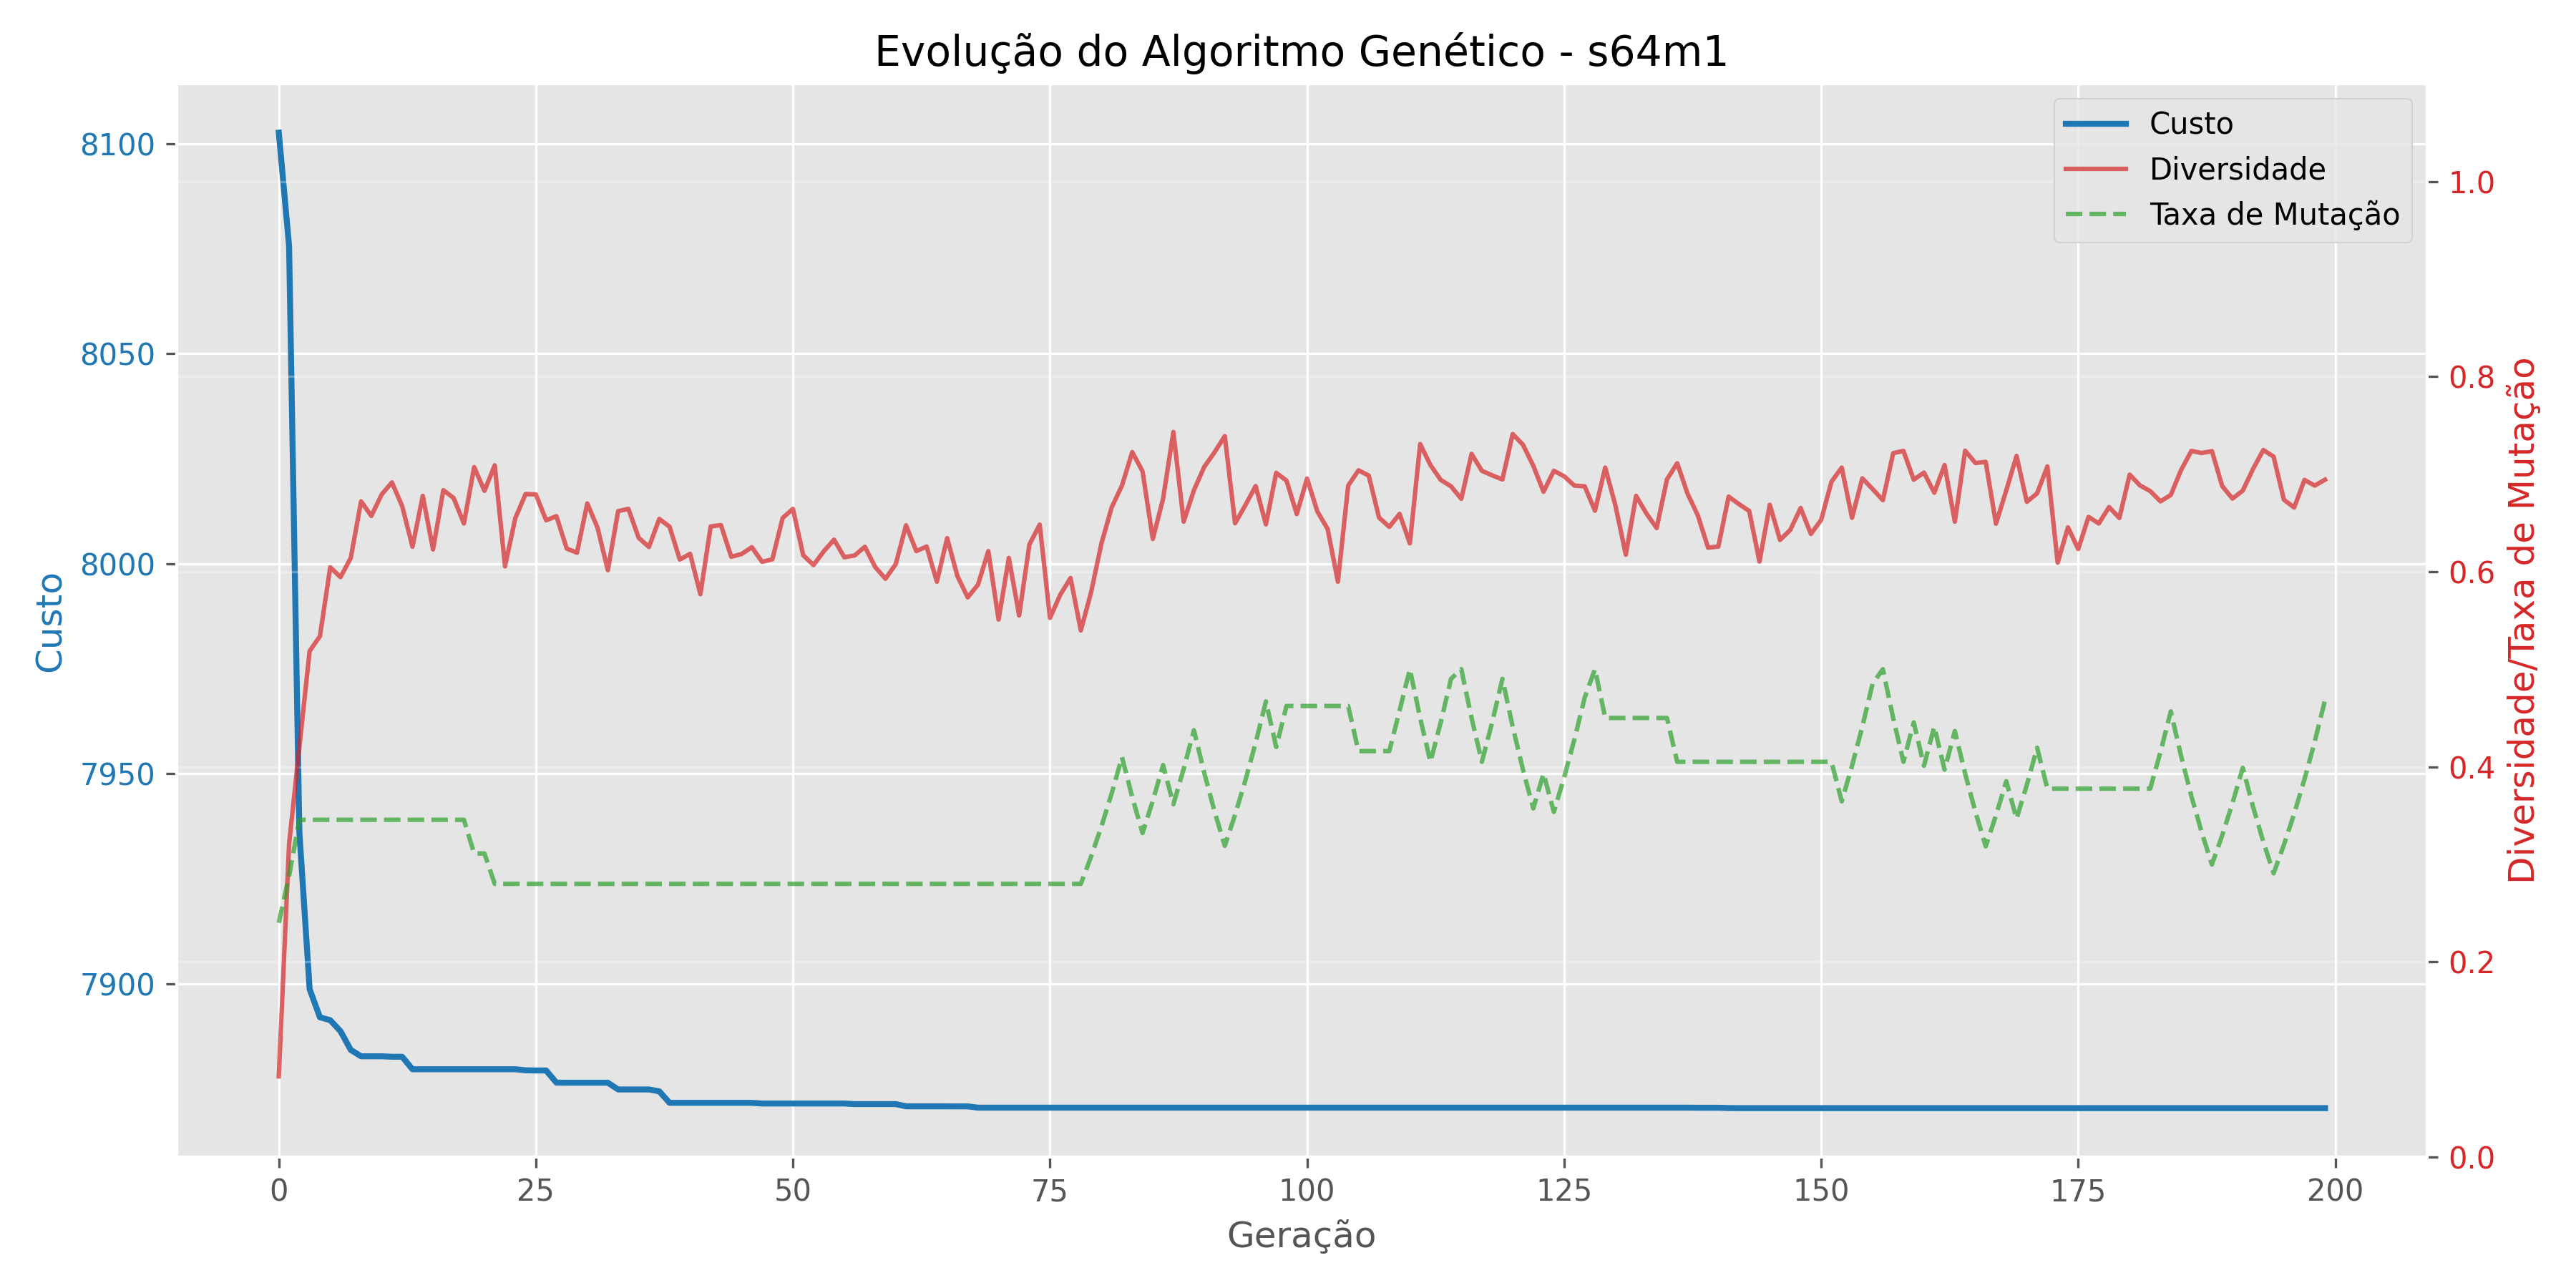 Evolução do Algoritmo Genético - s64m1
Custo
Diversidade
Taxa de Mutação
8100
8050
8000
7950
7900
Custo
1.0
0.8
0.6
0.4
0.2
0.0
Diversidade/Taxa de Mutação
0 25 50 75 100 125 150 175 200
Geração